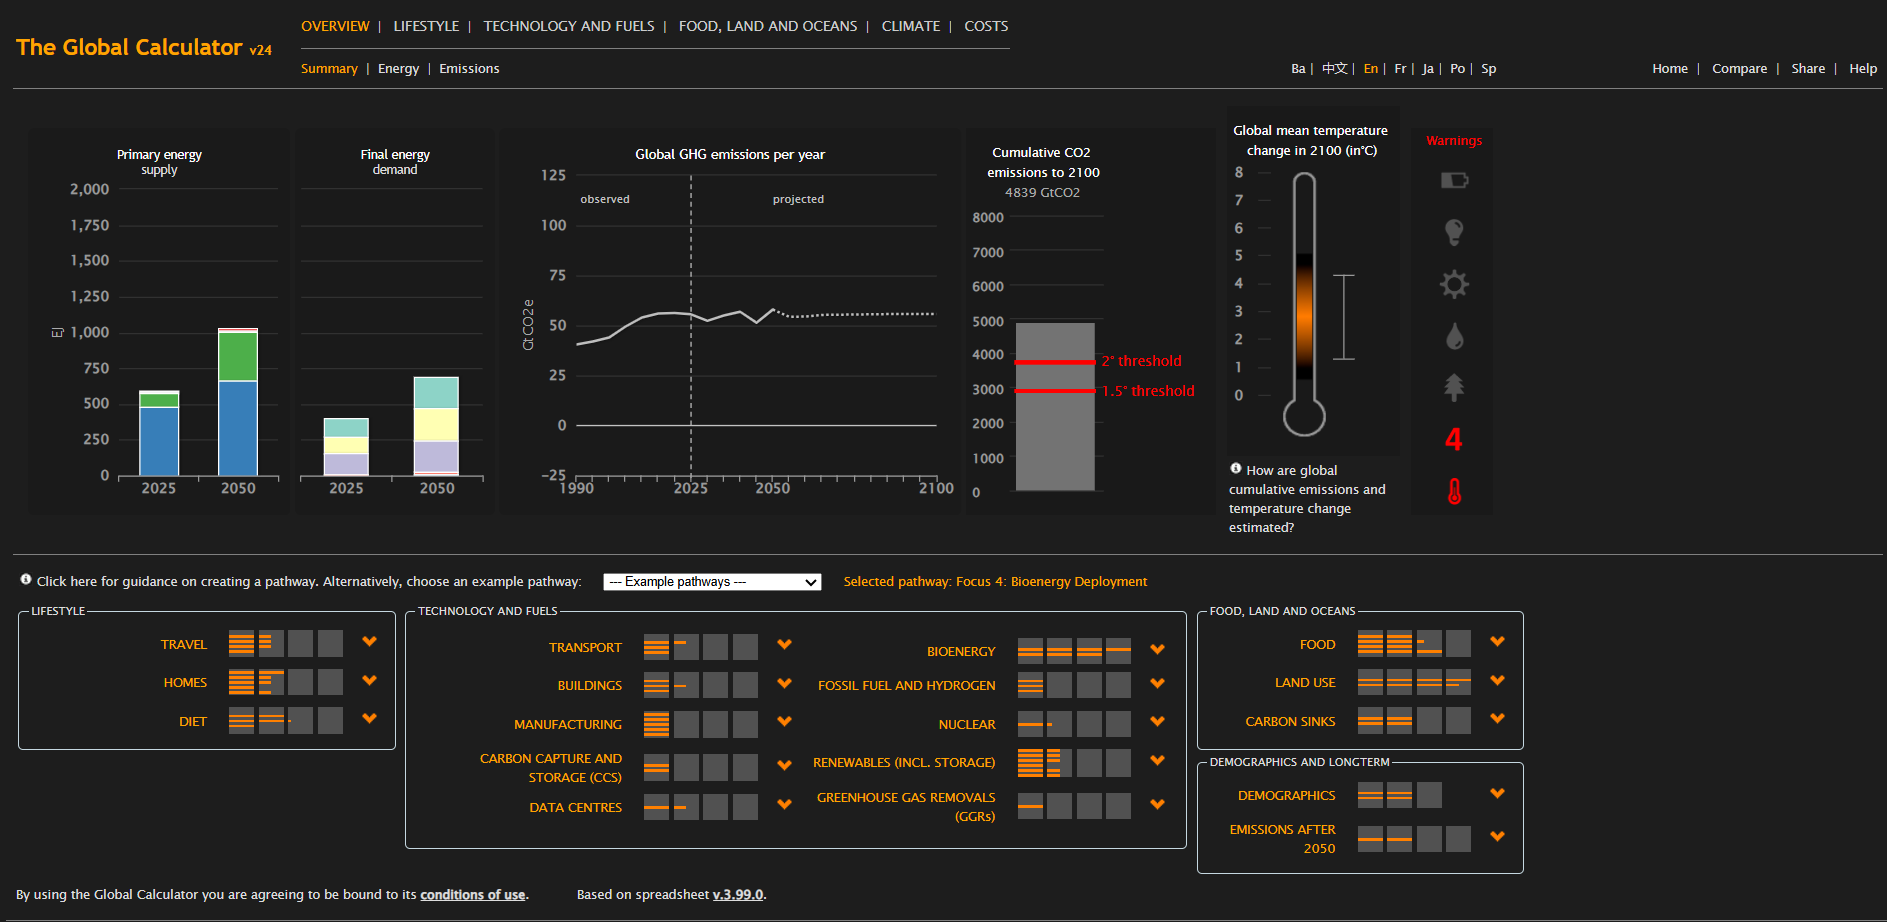 The Global Calculator v24
OVERVIEW | LIFESTYLE | TECHNOLOGY AND FUELS | FOOD, LAND AND OCEANS | CLIMATE | COSTS
Summary | Energy | Emissions
Ba | 中文 | En | Fr | Ja | Po | Sp
Home | Compare | Share | Help
Primary energy
supply
EJ
2,000
1,750
1,500
1,250
1,000
750
500
250
0
2025 2050
Final energy
demand
2025 2050
Global GHG emissions per year
GtCO2e
125
100
75
50
25
0
−25
observed
projected
1990 2025 2050 2100
Cumulative CO2
emissions to 2100
4839 GtCO2
8000
7000
6000
5000
4000
3000
2000
1000
0
2° threshold
1.5° threshold
Global mean temperature
change in 2100 (in°C)
8
7
6
5
4
3
2
1
0
How are global
cumulative emissions and
temperature change
estimated?
Warnings
4
Click here for guidance on creating a pathway. Alternatively, choose an example pathway:
--- Example pathways ---
Selected pathway: Focus 4: Bioenergy Deployment
LIFESTYLE
TRAVEL
HOMES
DIET
TECHNOLOGY AND FUELS
TRANSPORT
BUILDINGS
MANUFACTURING
CARBON CAPTURE AND
STORAGE (CCS)
DATA CENTRES
BIOENERGY
FOSSIL FUEL AND HYDROGEN
NUCLEAR
RENEWABLES (INCL. STORAGE)
GREENHOUSE GAS REMOVALS
(GGRs)
FOOD, LAND AND OCEANS
FOOD
LAND USE
CARBON SINKS
DEMOGRAPHICS AND LONGTERM
DEMOGRAPHICS
EMISSIONS AFTER
2050
By using the Global Calculator you are agreeing to be bound to its conditions of use.
Based on spreadsheet v.3.99.0.